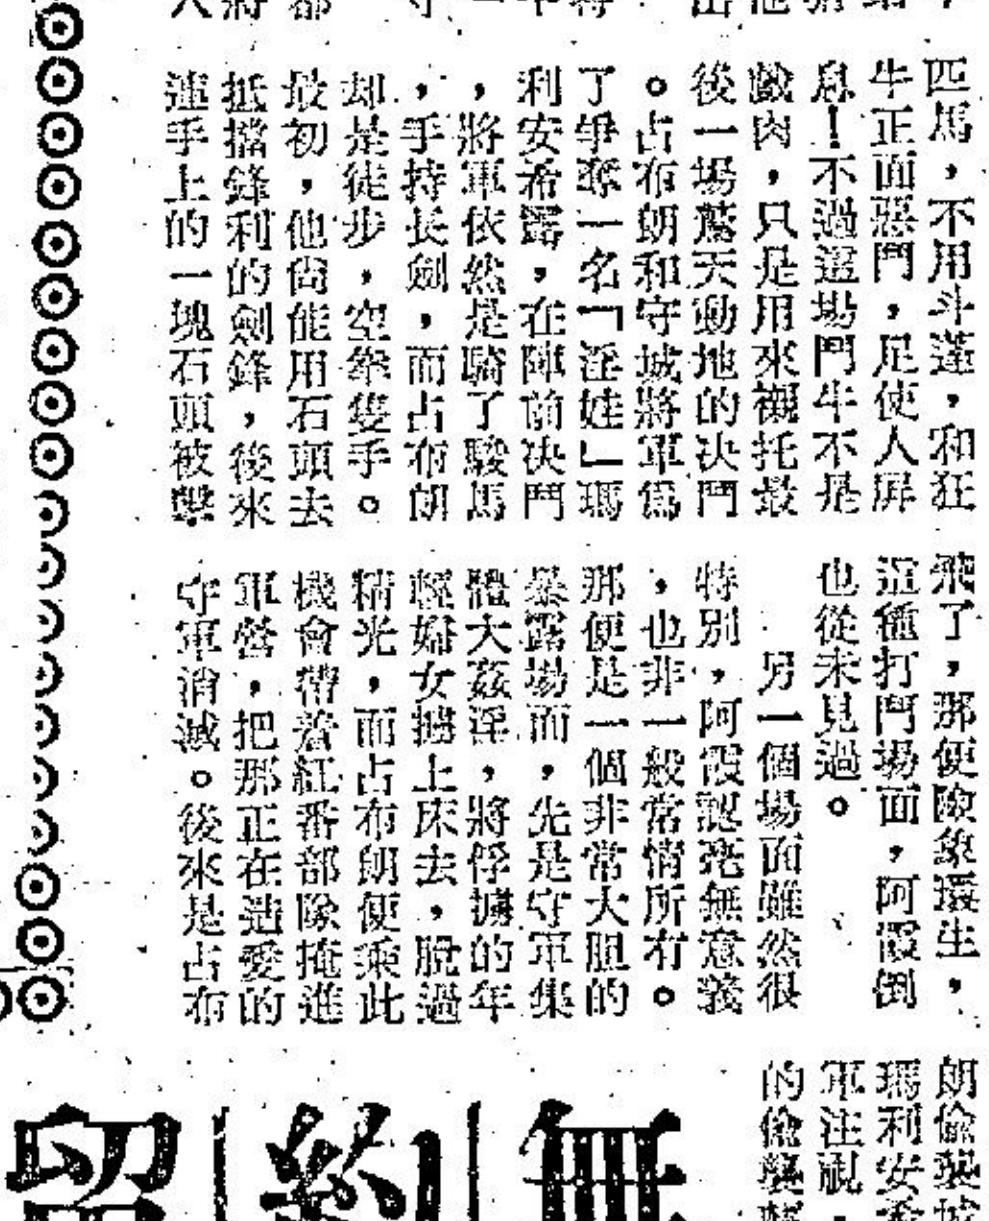 匹馬，不用斗蓬，和狂
牛正面惡鬥，足使人屏
息！不過這場鬥牛不是
戲肉，只是用來襯托最
後一場驚天動地的決鬥
。占布朗和守城將軍爲
了爭奪一名「淫娃」瑪
利安希露，在陣前決鬥
，將軍依然是騎了駿馬
，手持長劍，而占布朗
却是徒步，空拳隻手。
最初，他尙能用石頭去
抵擋鋒利的劍鋒，後來
連手上的一塊石頭被擊
飛了，那便險象環生，
這種打鬥場面，阿霞倒
也從未見過。
另一個場面雖然很
特別，阿霞認爲無意義
，也非一般常情所有。
那便是一個非常大胆的
暴露場面，先是守軍集
體大姦淫，將俘擄的年
輕婦女擄上床去，脫過
精光，而占布朗便乘此
機會帶着紅番部隊掩進
軍營，把那正在造愛的
守軍消滅。後來是占布
朗偷襲城
瑪利安希
軍注視，
的偷襲
無
約
留